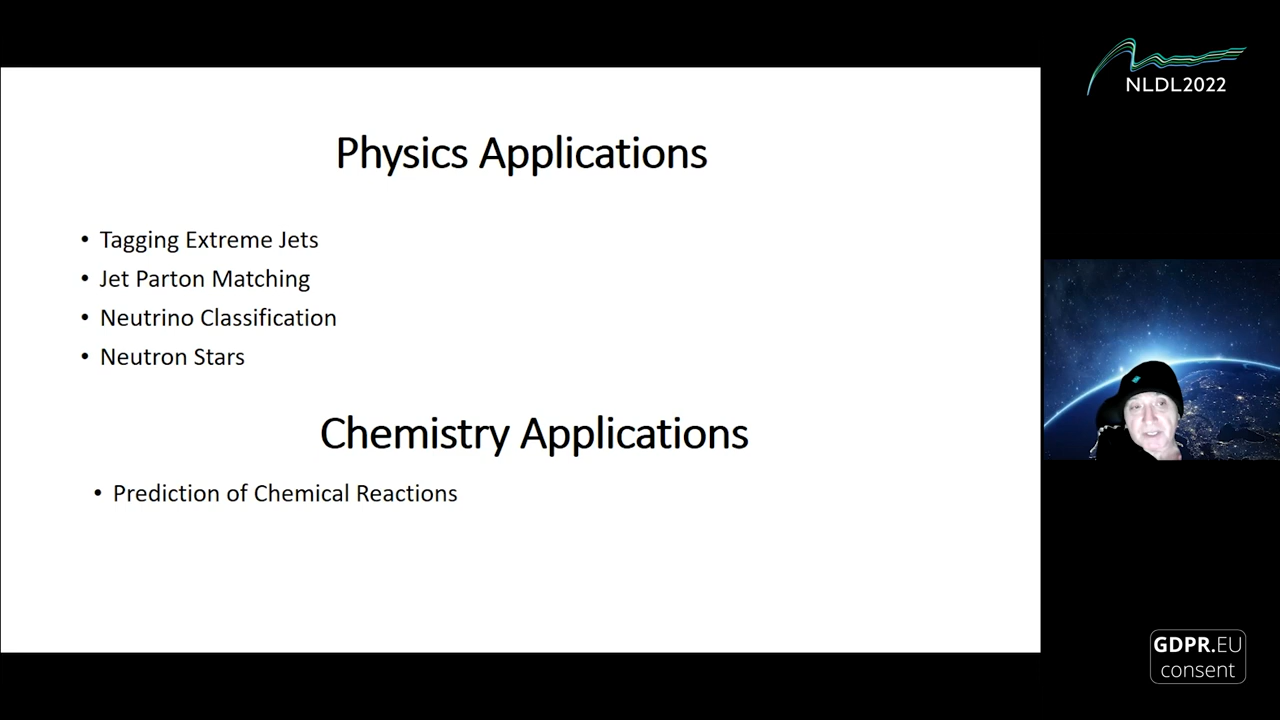 NLDL2022
Physics Applications
• Tagging Extreme Jets
• Jet Parton Matching
• Neutrino Classification
• Neutron Stars
Chemistry Applications
• Prediction of Chemical Reactions
GDPR.EU
consent